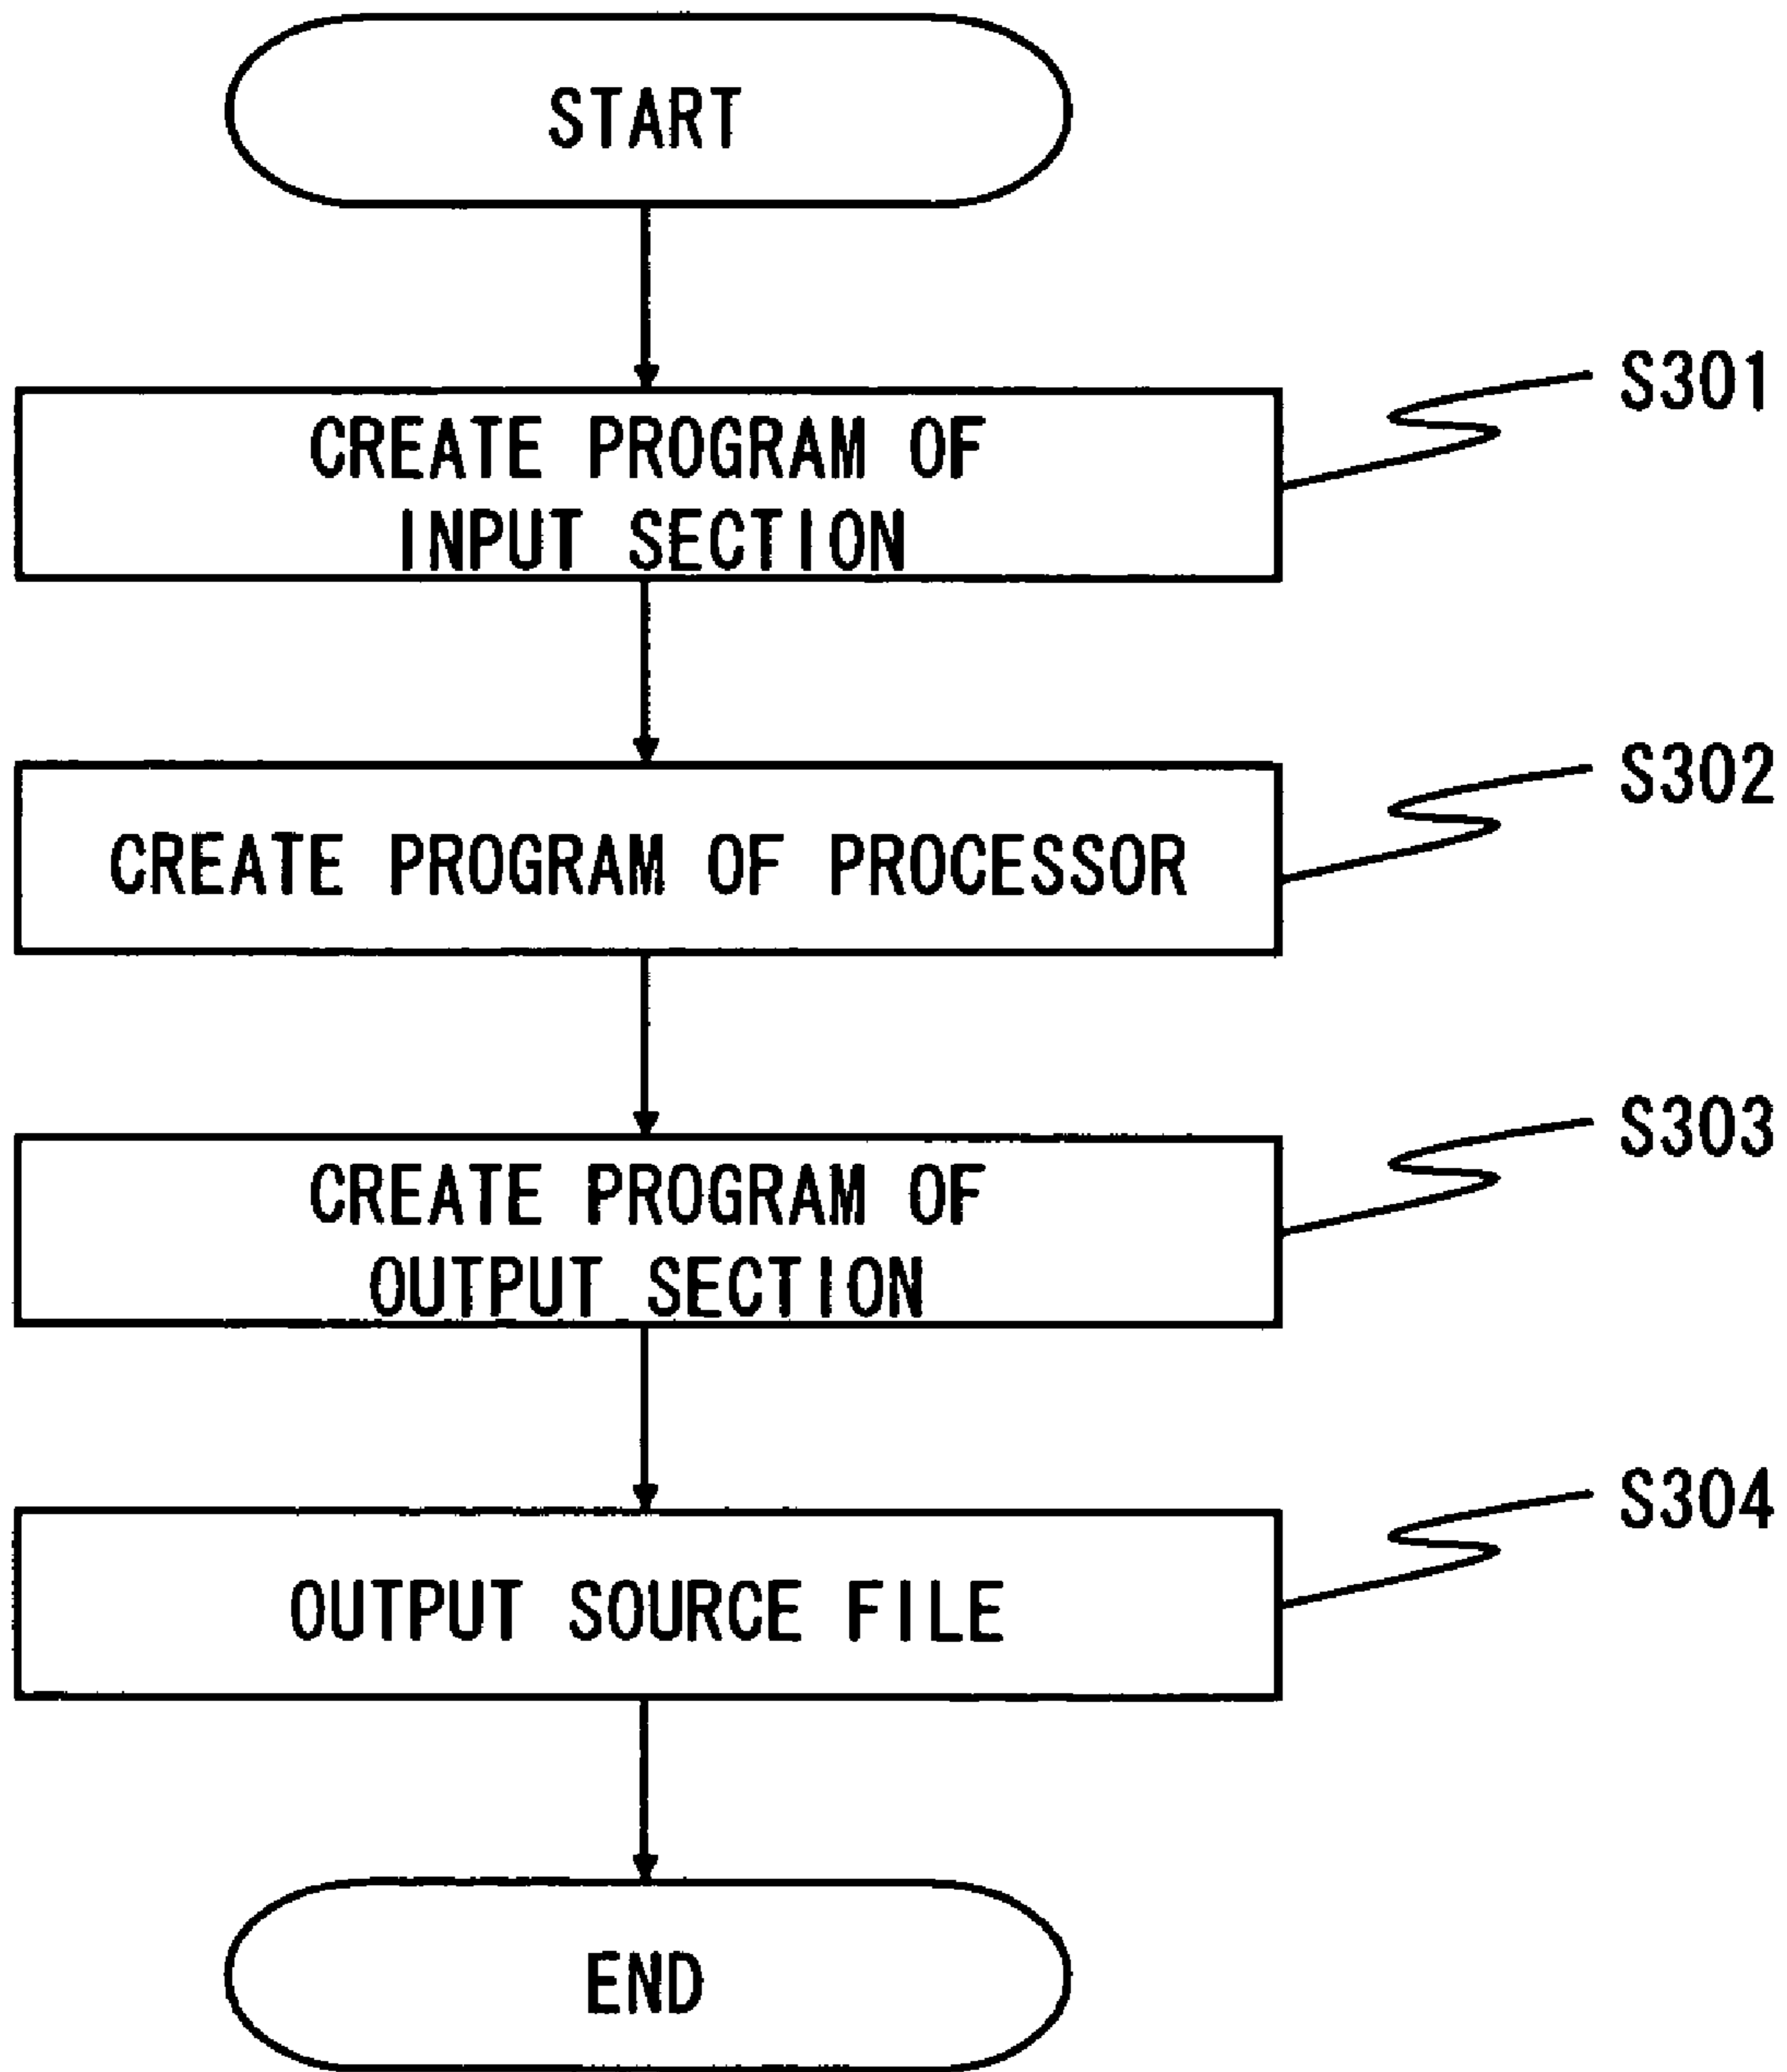 START
CREATE PROGRAM OF
INPUT SECTION
S301
CREATE PROGRAM OF PROCESSOR
S302
CREATE PROGRAM OF
OUTPUT SECTION
S303
OUTPUT SOURCE FILE
S304
END